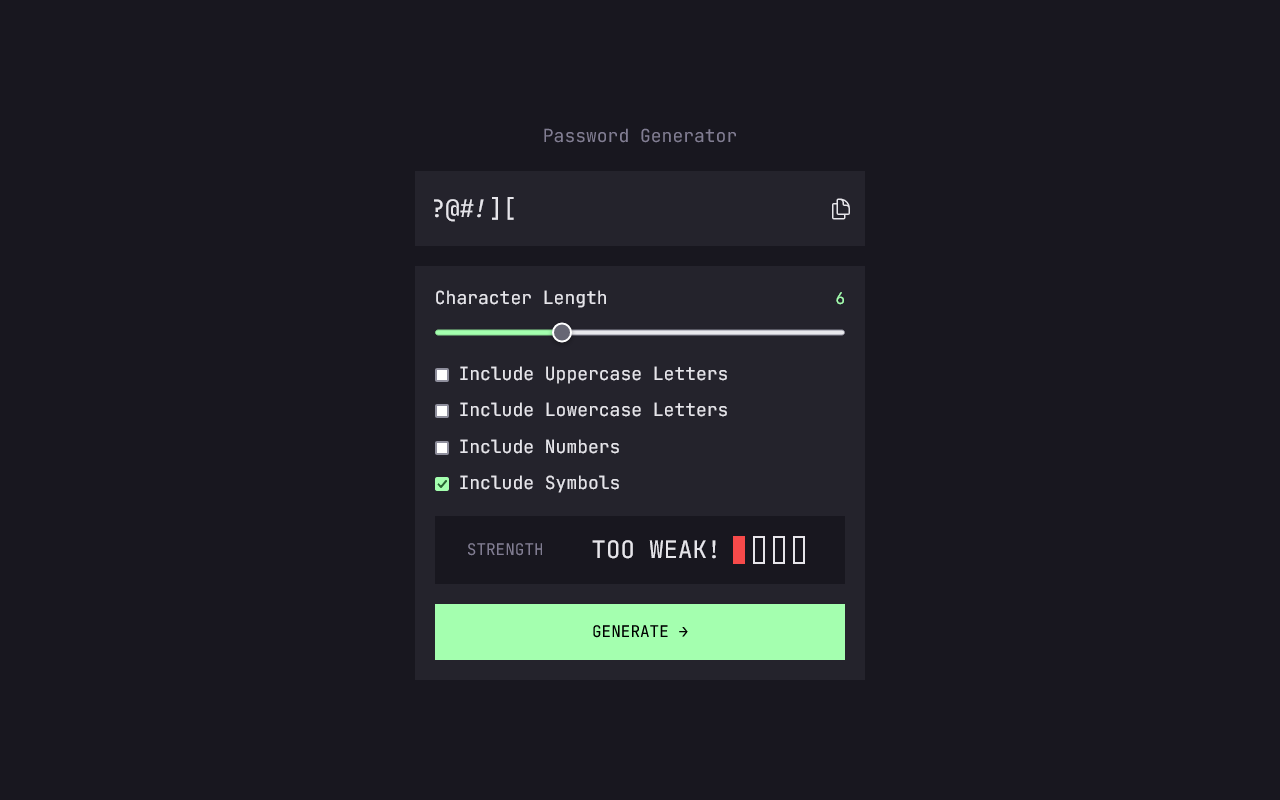 Password Generator
?@#!][
Character Length 6
Include Uppercase Letters
Include Lowercase Letters
Include Numbers
Include Symbols
STRENGTH TOO WEAK!
GENERATE →